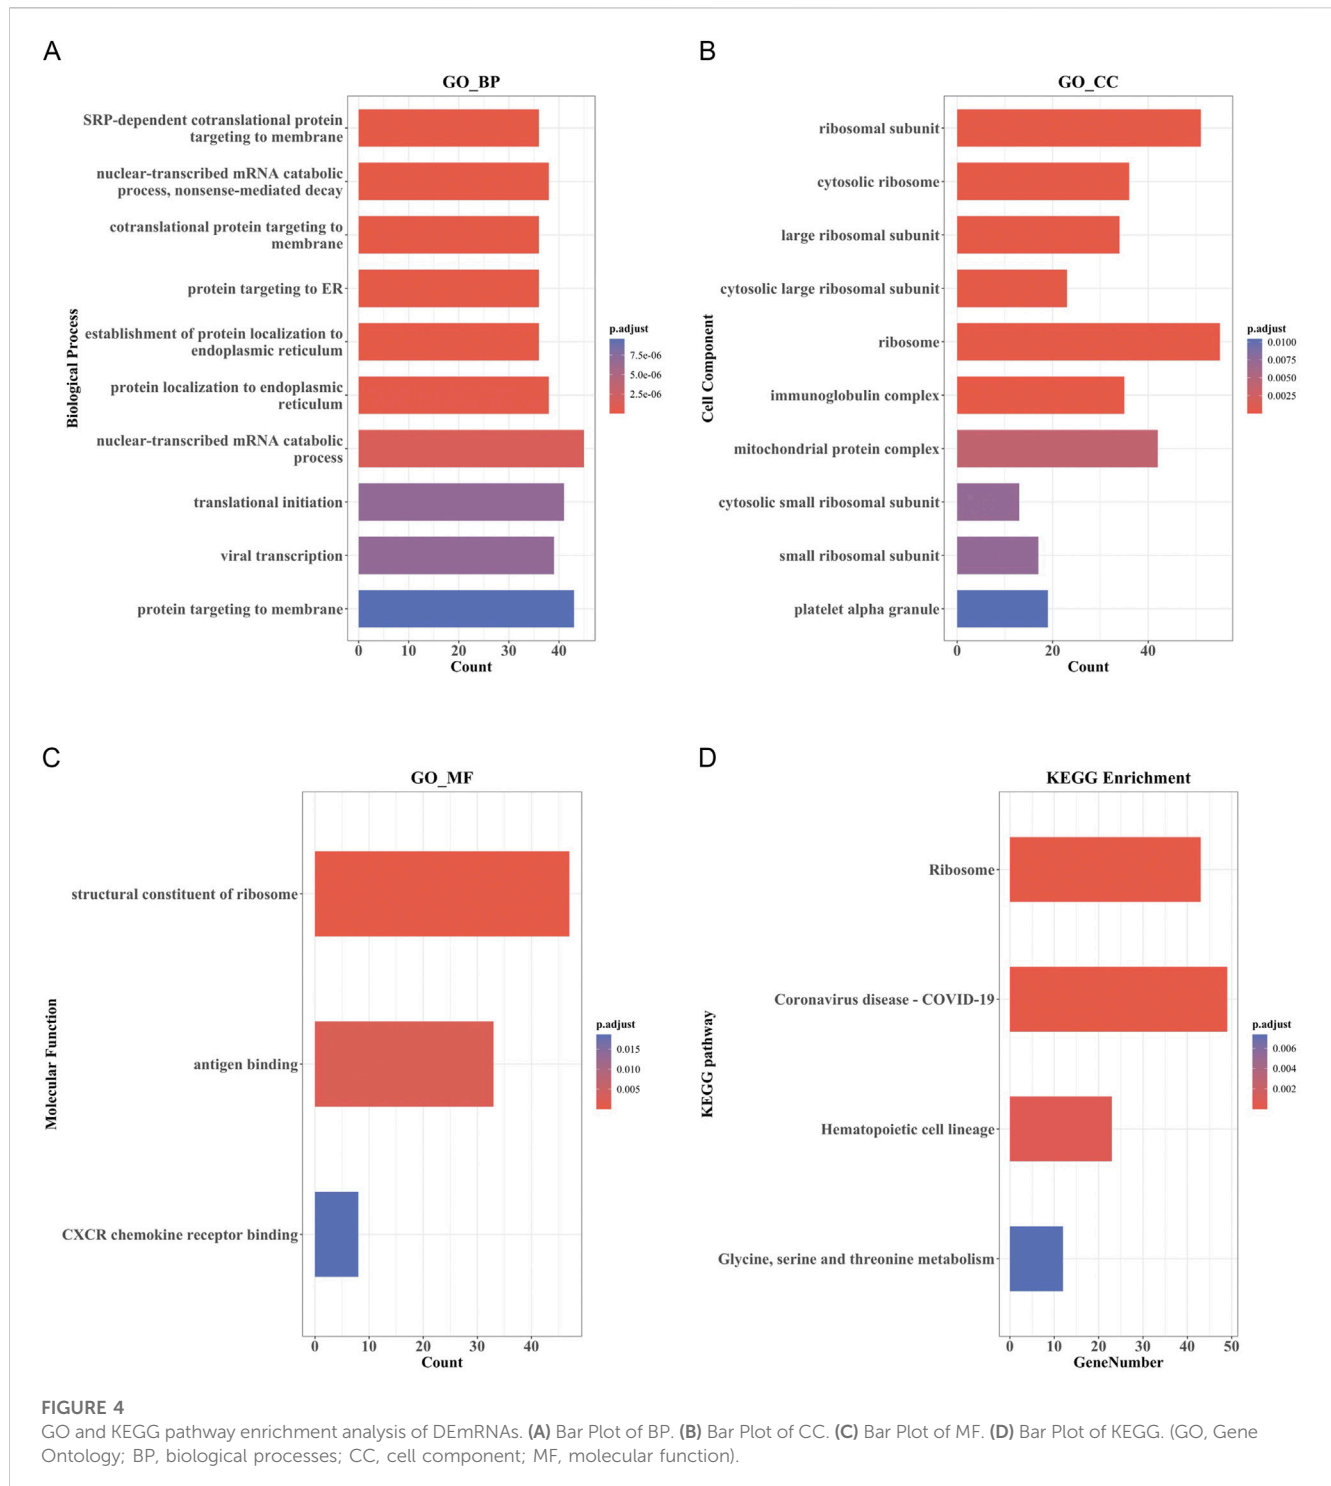 A
GO_BP
Biological Process
SRP-dependent cotranslational protein
targeting to membrane
nuclear-transcribed mRNA catabolic
process, nonsense-mediated decay
cotranslational protein targeting to
membrane
protein targeting to ER
establishment of protein localization to
endoplasmic reticulum
protein localization to endoplasmic
reticulum
nuclear-transcribed mRNA catabolic
process
translational initiation
viral transcription
protein targeting to membrane
0 10 20 30 40
Count
p.adjust
7.5e-06
5.0e-06
2.5e-06
B
GO_CC
Cell Component
ribosomal subunit
cytosolic ribosome
large ribosomal subunit
cytosolic large ribosomal subunit
ribosome
immunoglobulin complex
mitochondrial protein complex
cytosolic small ribosomal subunit
small ribosomal subunit
platelet alpha granule
0 20 40
Count
p.adjust
0.0100
0.0075
0.0050
0.0025
C
GO_MF
Molecular Function
structural constituent of ribosome
antigen binding
CXCR chemokine receptor binding
0 10 20 30 40
Count
p.adjust
0.015
0.010
0.005
D
KEGG Enrichment
KEGG pathway
Ribosome
Coronavirus disease - COVID-19
Hematopoietic cell lineage
Glycine, serine and threonine metabolism
0 10 20 30 40 50
GeneNumber
p.adjust
0.006
0.004
0.002
FIGURE 4
GO and KEGG pathway enrichment analysis of DEmRNAs. (A) Bar Plot of BP. (B) Bar Plot of CC. (C) Bar Plot of MF. (D) Bar Plot of KEGG. (GO, Gene
Ontology; BP, biological processes; CC, cell component; MF, molecular function).